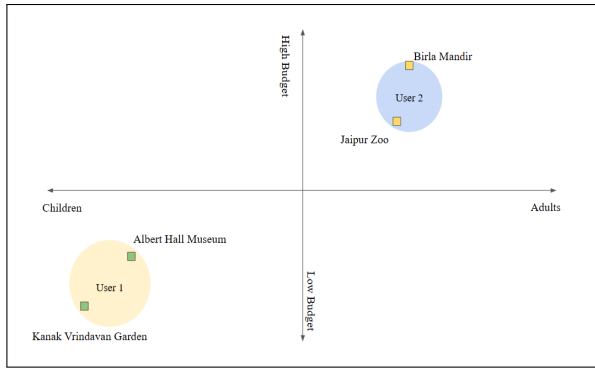 Birla Mandir
High Budget
User 2
Jaipur Zoo
Children
Adults
Albert Hall Museum
User 1
Low Budget
Kanak Vrindavan Garden